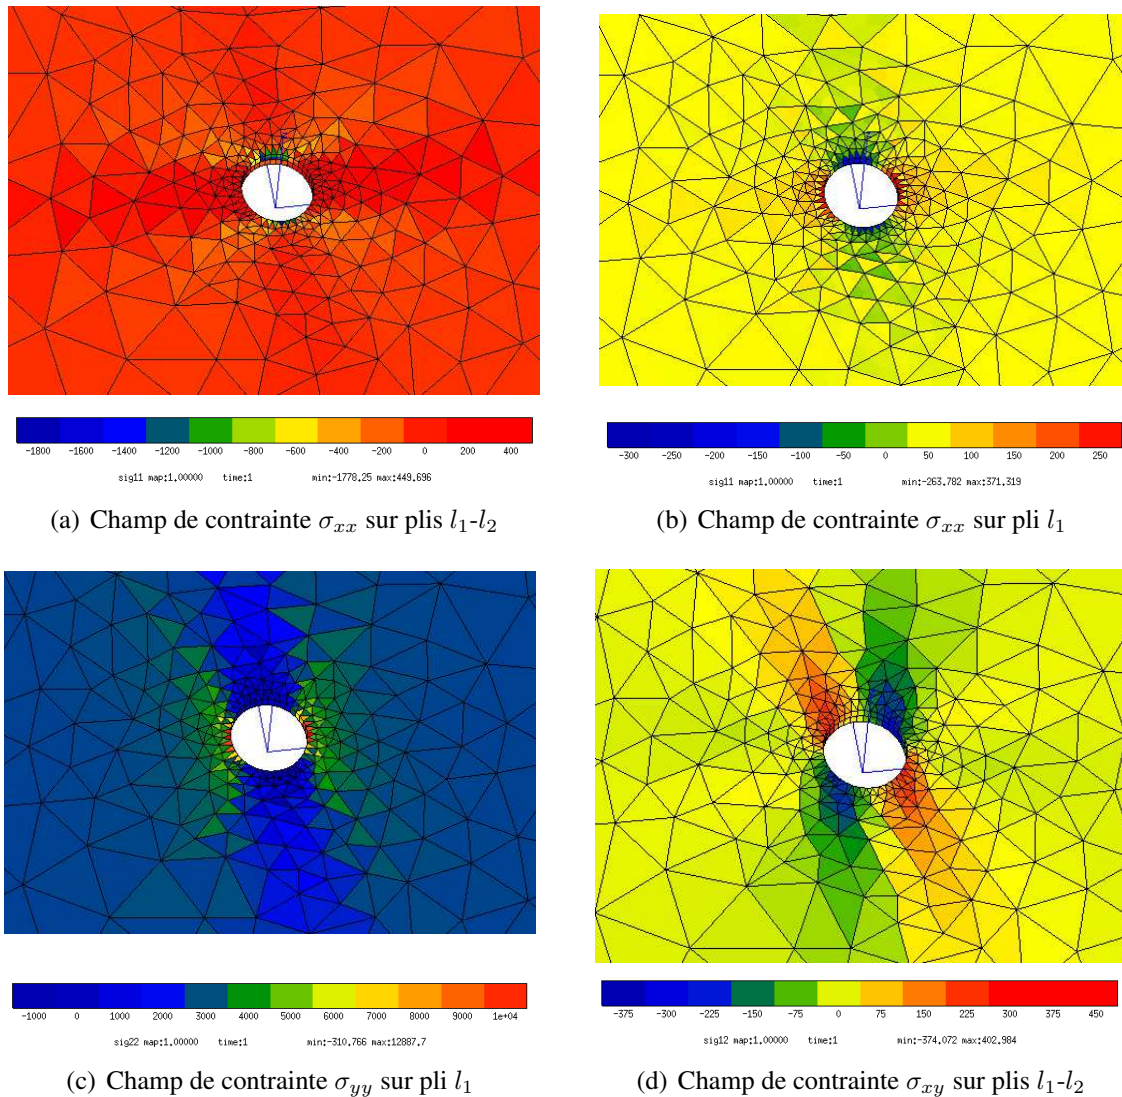 -1800 -1600 -1400 -1200 -1000 -800 -600 -400 -200 0 200 400
sig11 map:1.00000 time:1 min:-1778.25 max:449.696
(a) Champ de contrainte σxx sur plis l1-l2
-300 -250 -200 -150 -100 -50 0 50 100 150 200 250
sig11 map:1.00000 time:1 min:-263.782 max:371.319
(b) Champ de contrainte σxx sur pli l1
-1000 0 1000 2000 3000 4000 5000 6000 7000 8000 9000 1e+04
sig22 map:1.00000 time:1 min:-310.766 max:12887.7
(c) Champ de contrainte σyy sur pli l1
-375 -300 -225 -150 -75 0 75 150 225 300 375 450
sig12 map:1.00000 time:1 min:-374.072 max:402.984
(d) Champ de contrainte σxy sur plis l1-l2